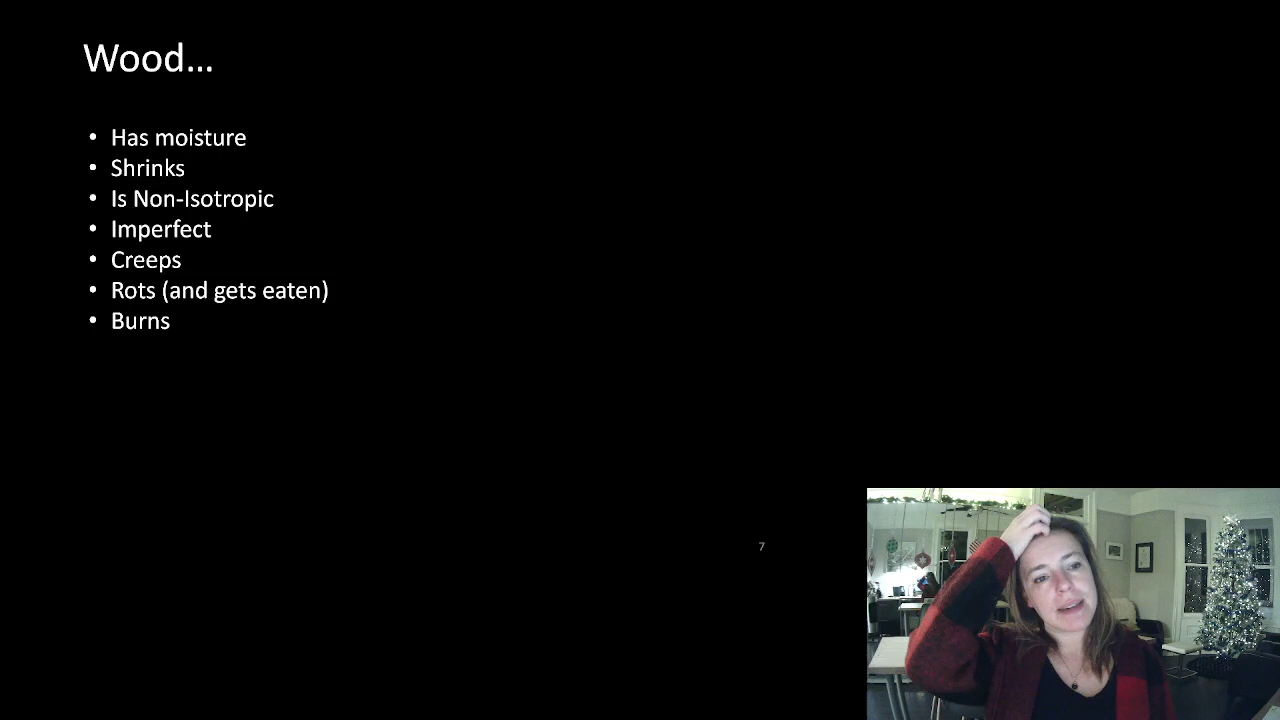 Wood…
• Has moisture
• Shrinks
• Is Non-Isotropic
• Imperfect
• Creeps
• Rots (and gets eaten)
• Burns
7